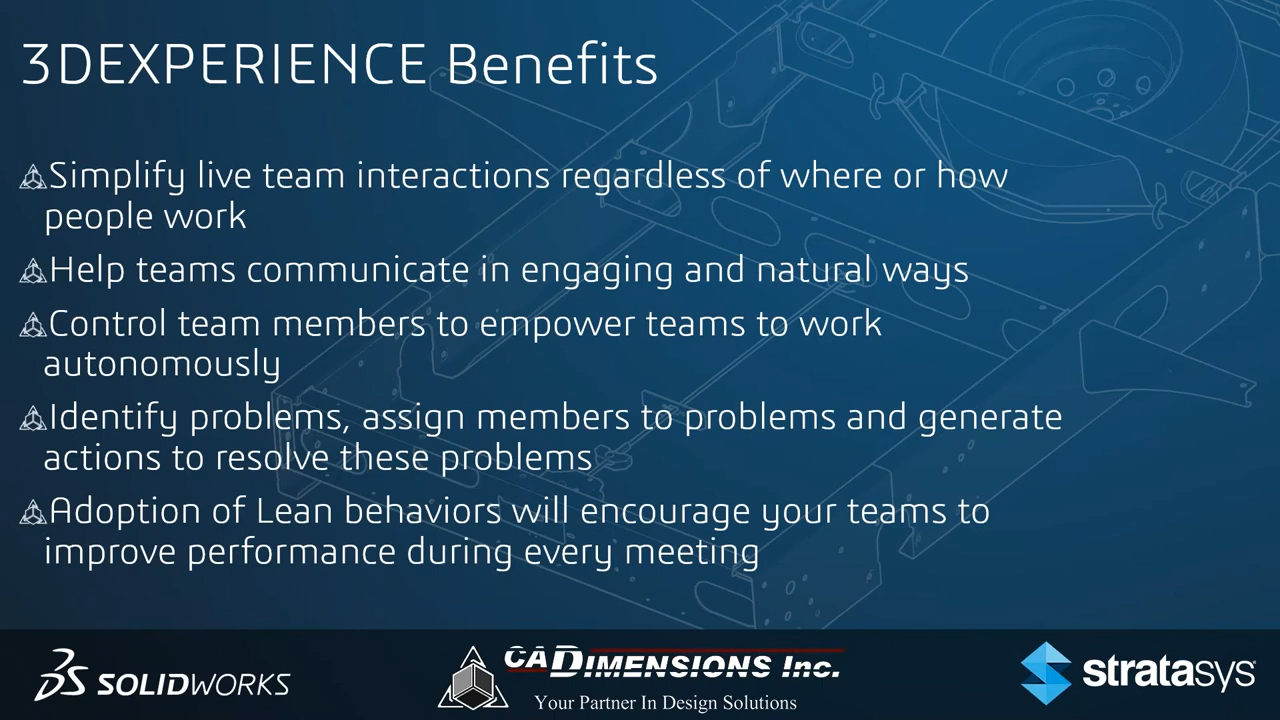 3DEXPERIENCE Benefits
Simplify live team interactions regardless of where or how
people work
Help teams communicate in engaging and natural ways
Control team members to empower teams to work
autonomously
Identify problems, assign members to problems and generate
actions to resolve these problems
Adoption of Lean behaviors will encourage your teams to
improve performance during every meeting
SOLIDWORKS
CADIMENSIONS INC.
Your Partner In Design Solutions
stratasys